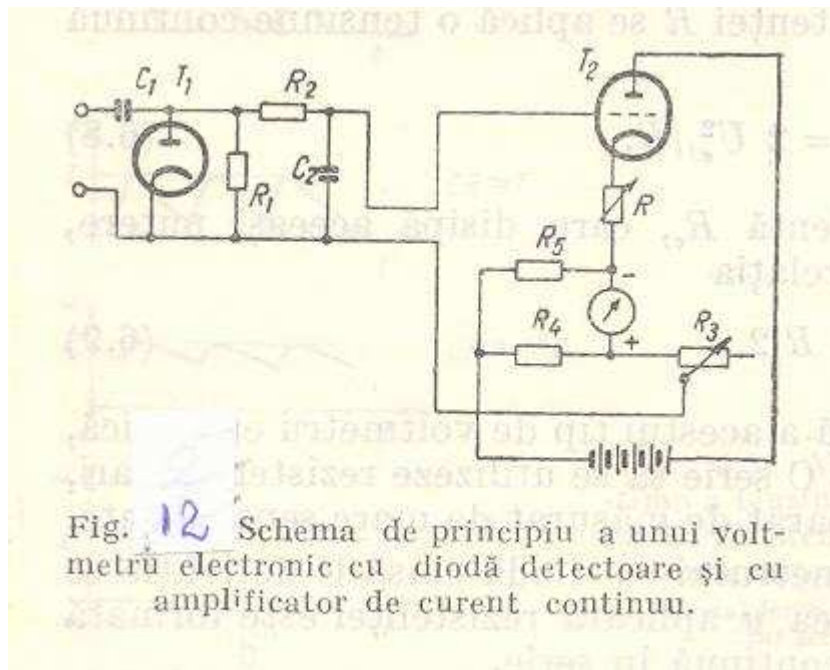 C1 T1
R2
C2
R1
T2
R
R5
-
R4
+
R3
Fig. 12 Schema de principiu a unui volt-
metru electronic cu diodă detectoare și cu
amplificator de curent continuu.